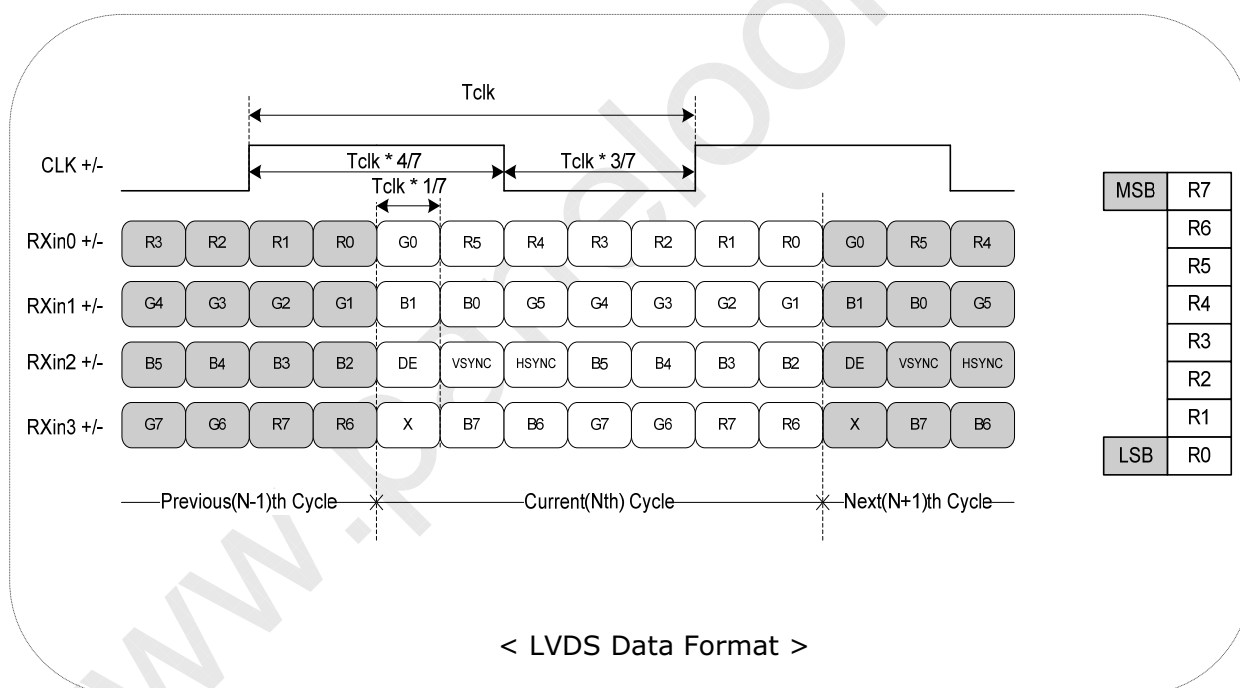 Tclk
CLK +/-
Tclk * 4/7
Tclk * 3/7
Tclk * 1/7
RXin0 +/- R3 R2 R1 R0 G0 R5 R4 R3 R2 R1 R0 G0 R5 R4
RXin1 +/- G4 G3 G2 G1 B1 B0 G5 G4 G3 G2 G1 B1 B0 G5
RXin2 +/- B5 B4 B3 B2 DE VSYNC HSYNC B5 B4 B3 B2 DE VSYNC HSYNC
RXin3 +/- G7 G6 R7 R6 X B7 B6 G7 G6 R7 R6 X B7 B6
Previous(N-1)th Cycle Current(Nth) Cycle Next(N+1)th Cycle
MSB R7
R6
R5
R4
R3
R2
R1
LSB R0
< LVDS Data Format >